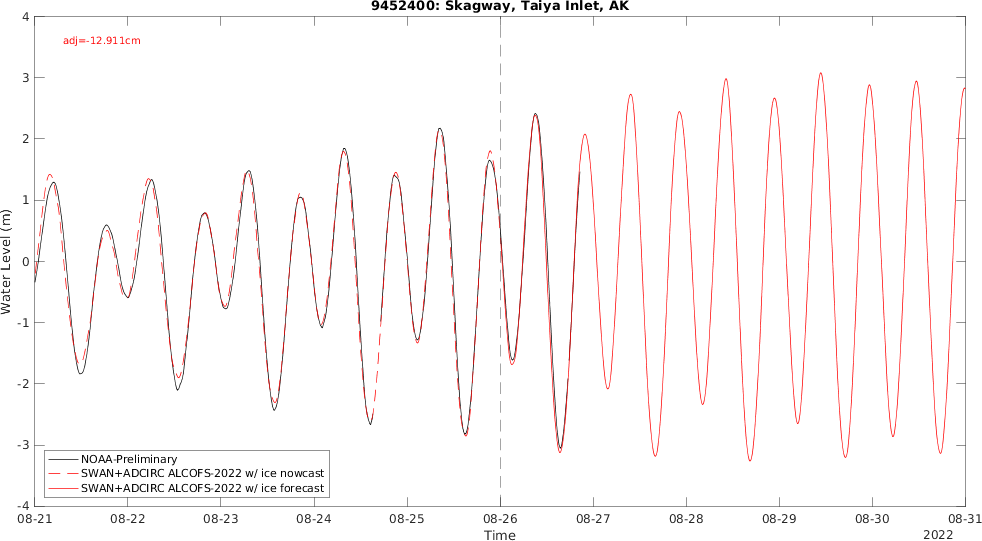 9452400: Skagway, Taiya Inlet, AK
adj=-12.911cm
4
3
2
1
0
-1
-2
-3
-4
Water Level (m)
NOAA-Preliminary
SWAN+ADCIRC ALCOFS-2022 w/ ice nowcast
SWAN+ADCIRC ALCOFS-2022 w/ ice forecast
08-21 08-22 08-23 08-24 08-25 08-26 08-27 08-28 08-29 08-30 08-31
Time
2022